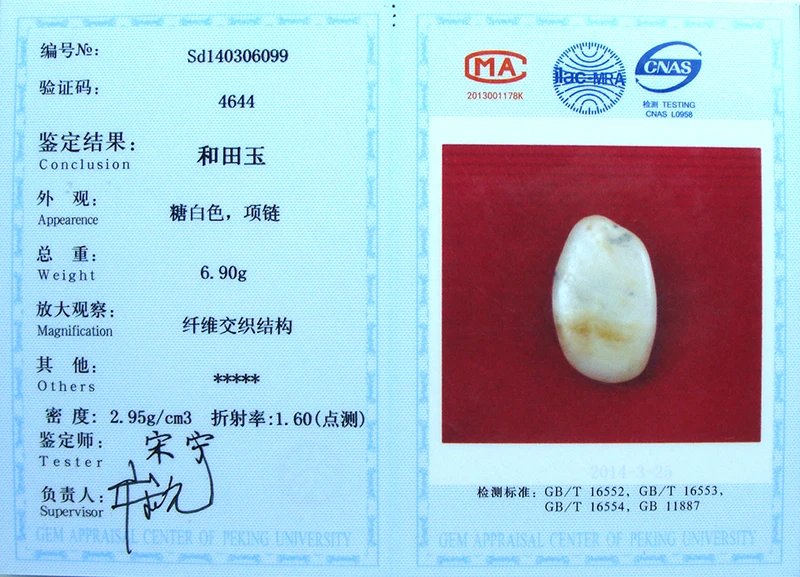 编号№: Sd140306099
验证码: 4644
鉴定结果: 和田玉
Conclusion
外 观: 糖白色，项链
Appearence
总 重: 6.90g
Weight
放大观察: 纤维交织结构
Magnification
其 他: *****
Others
密 度: 2.95g/cm3 折射率:1.60(点测)
鉴定师:
Tester
负责人:
Supervisor
GEM APPRAISAL CENTER OF PEKING UNIVERSITY
MA
2013001178K
ilac-MRA
CNAS
检测 TESTING
CNAS L0958
2014-3-25
检测标准: GB/T 16552, GB/T 16553,
GB/T 16554, GB 11887
GEM APPRAISAL CENTER OF PEKING UNIVERSITY